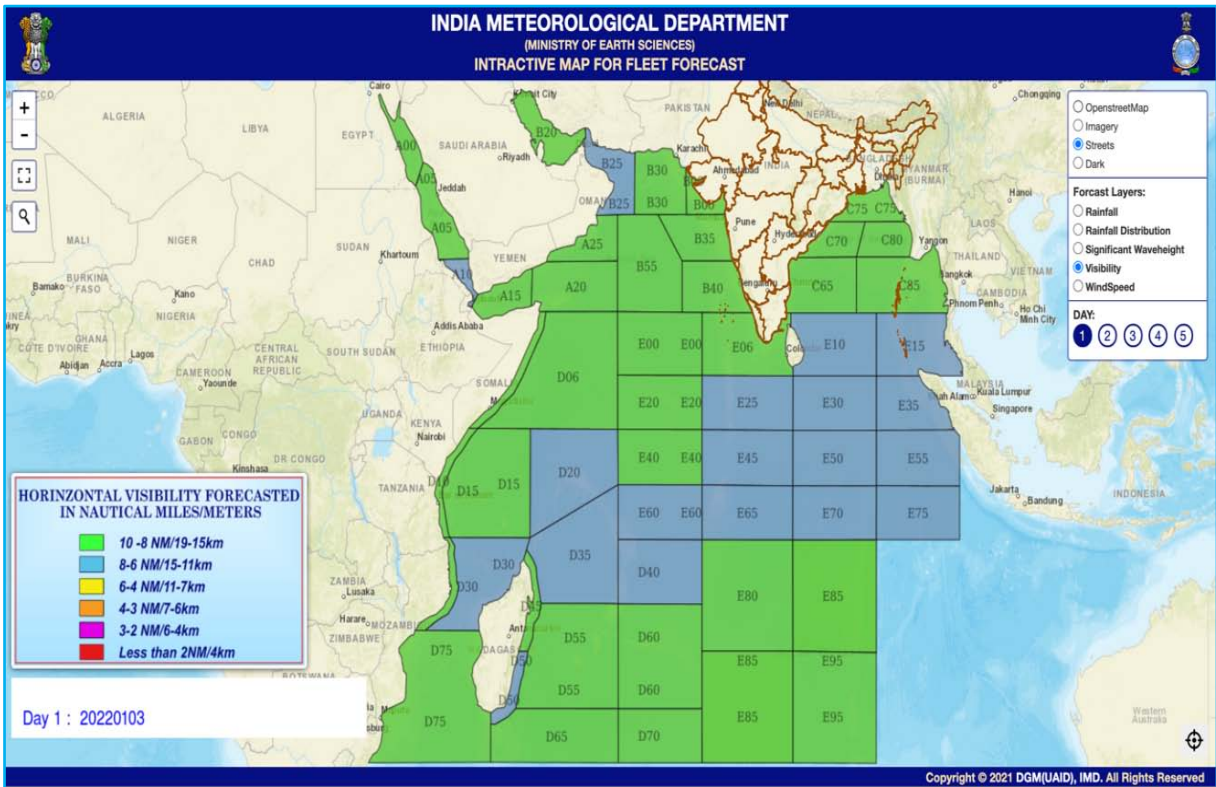 INDIA METEOROLOGICAL DEPARTMENT
(MINISTRY OF EARTH SCIENCES)
INTRACTIVE MAP FOR FLEET FORECAST
+
-
OpenstreetMap
Imagery
Streets
Dark
Forcast Layers:
Rainfall
Rainfall Distribution
Significant Waveheight
Visibility
WindSpeed
DAY:
1 2 3 4 5
Cairo
Chongqing
ALGERIA
LIBYA
EGYPT
SAUDI ARABIA
Riyadh
Jeddah
PAKISTAN
Karachi
New Delhi
NEPAL
Ahmedabad
INDIA
MYANMAR
(BURMA)
Hanoi
LAOS
OMAN
Pune
Yangon
THAILAND
VIETNAM
Bangkok
CAMBODIA
Phnom Penh
Ho Chi
Minh City
MALI
NIGER
CHAD
SUDAN
Khartoum
YEMEN
BURKINA
FASO
Bamako
Kano
NIGERIA
GHANA
COTE D'IVOIRE
Accra
Lagos
Abidjan
CAMEROON
Yaounde
CENTRAL
AFRICAN
REPUBLIC
SOUTH SUDAN
Addis Ababa
ETHIOPIA
UGANDA
KENYA
Nairobi
GABON
CONGO
DR CONGO
Kinshasa
TANZANIA
MALAYSIA
Kuala Lumpur
Singapore
Jakarta
Bandung
INDONESIA
ZAMBIA
Lusaka
Harare
ZIMBABWE
BOTSWANA
Western
Australia
A00
A05
A05
A10
A15
A20
A25
B20
B25
B25
B30
B30
B35
B40
B55
C75 C75
C70
C80
C65
C85
D06
E00 E00
E06
E10
E15
E20 E20
E25
E30
E35
E40 E40
E45
E50
E55
E60 E60
E65
E70
E75
D10
D15 D15
D20
D30
D30
D35
D40
D50
D50
D55
D55
D60
D60
D65
D70
D75
D75
E80
E85
E85
E95
E85
E95
HORINZONTAL VISIBILITY FORECASTED
IN NAUTICAL MILES/METERS
10 -8 NM/19-15km
8-6 NM/15-11km
6-4 NM/11-7km
4-3 NM/7-6km
3-2 NM/6-4km
Less than 2NM/4km
Day 1 : 20220103
Copyright © 2021 DGM(UAID), IMD. All Rights Reserved